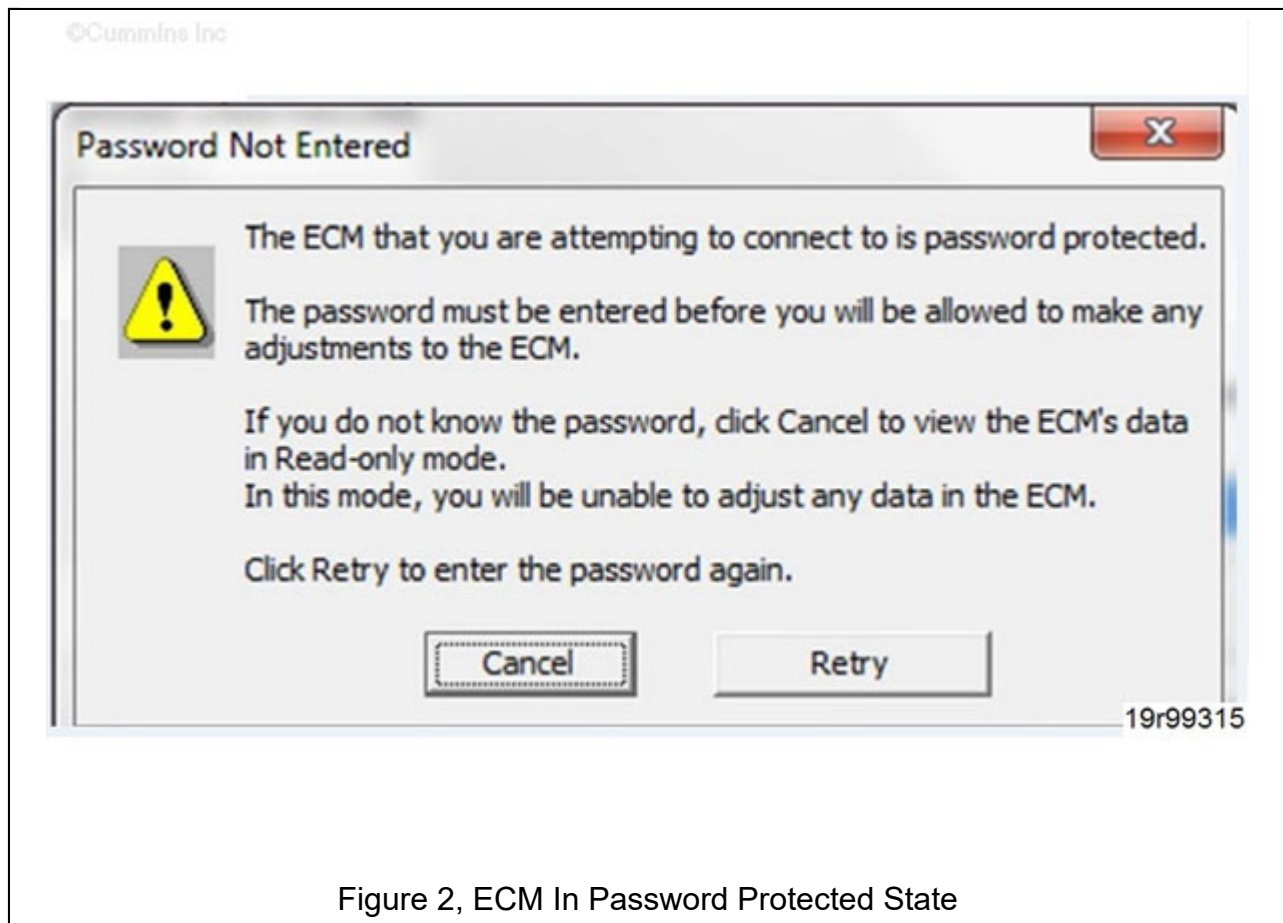 ©Cummins Inc
Password Not Entered
The ECM that you are attempting to connect to is password protected.
The password must be entered before you will be allowed to make any
adjustments to the ECM.
If you do not know the password, click Cancel to view the ECM's data
in Read-only mode.
In this mode, you will be unable to adjust any data in the ECM.
Click Retry to enter the password again.
Cancel
Retry
19r99315
Figure 2, ECM In Password Protected State